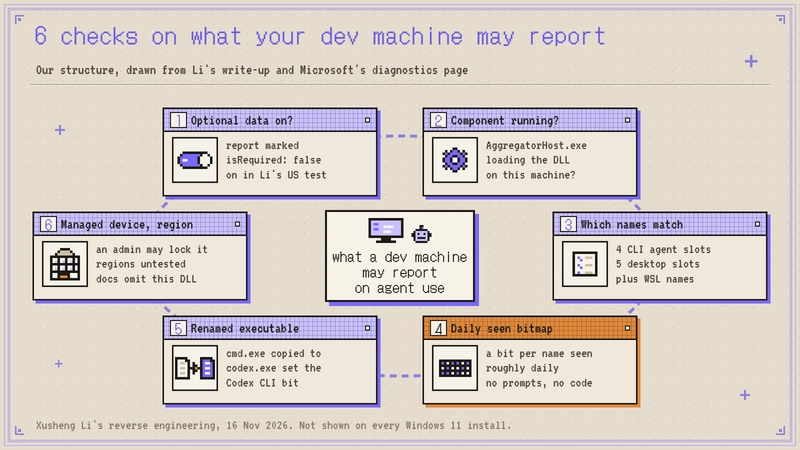 6 checks on what your dev machine may report
Our structure, drawn from Li's write-up and Microsoft's diagnostics page
1 Optional data on?
report marked
isRequired: false
on in Li's US test
2 Component running?
AggregatorHost.exe
loading the DLL
on this machine?
6 Managed device, region
an admin may lock it
regions untested
docs omit this DLL
what a dev machine
may report
on agent use
3 Which names match
4 CLI agent slots
5 desktop slots
plus WSL names
5 Renamed executable
cmd.exe copied to
codex.exe set the
Codex CLI bit
4 Daily seen bitmap
a bit per name seen
roughly daily
no prompts, no code
Xusheng Li's reverse engineering, 16 Nov 2026. Not shown on every Windows 11 install.